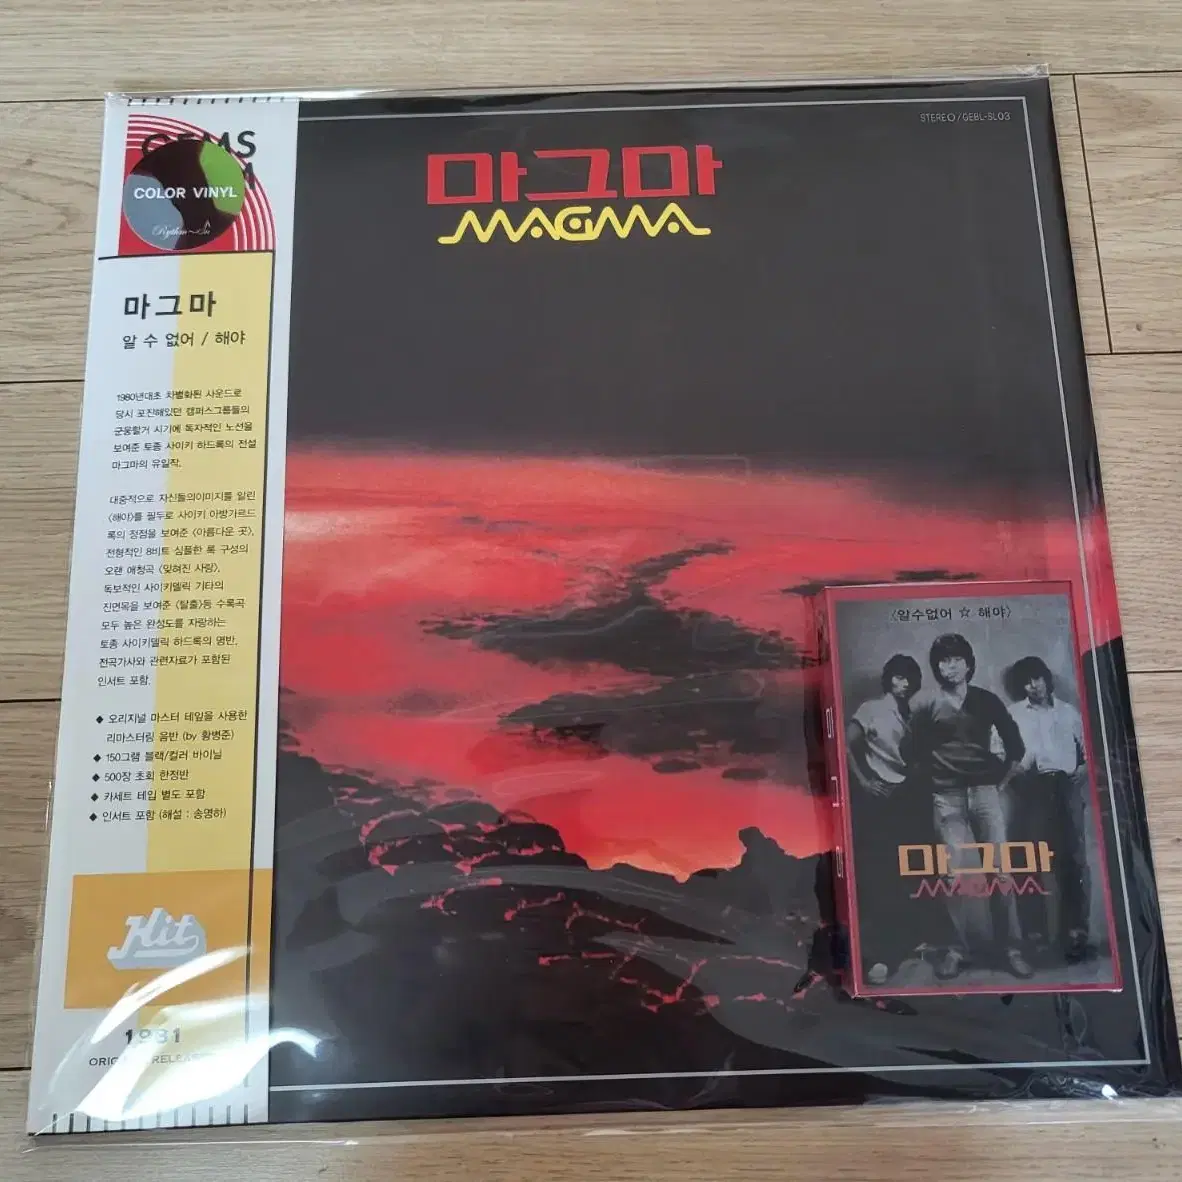 STEREO/GEBL-SL03
마그마
MAGMA
GEMS
COLOR VINYL
마그마
알 수 없어 / 해야
1980년대초 차별화된 사운드로
당시 포진해있던 캠퍼스그룹들의
군웅할거 시기에 독자적인 노선을
보여준 토종 사이키 하드록의 전설
마그마의 유일작.
대중적으로 자신들의이미지를 알린
〈해야〉를 필두로 사이키 아방가르드
록의 정점을 보여준 〈아름다운 곳〉,
전형적인 8비트 심플한 록 구성의
오랜 애청곡 〈잊혀진 사랑〉,
독보적인 사이키델릭 기타의
진면목을 보여준 〈탈출〉등 수록곡
모두 높은 완성도를 자랑하는
토종 사이키델릭 하드록의 명반.
전곡가사와 관련자료가 포함된
인서트 포함.
◆ 오리지널 마스터 테잎을 사용한
리마스터링 음반 (by 황병준)
◆ 150그램 블랙/컬러 바이닐
◆ 500장 초회 한정반
◆ 카세트 테입 별도 포함
◆ 인서트 포함 (해설 : 송명하)
Hit
1981
〈알수없어 ☆ 해야〉
마그마
MAGMA